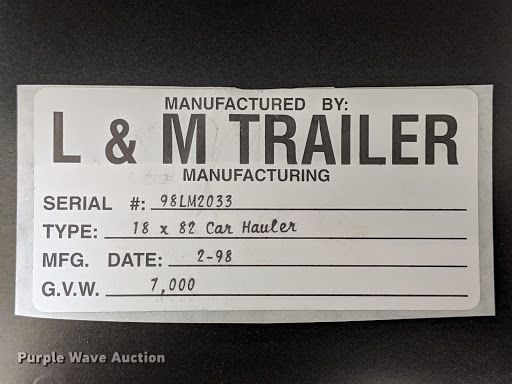 MANUFACTURED BY:
L & M TRAILER
MANUFACTURING
SERIAL #: 98LM2033
TYPE: 18 x 82 Car Hauler
MFG. DATE: 2-98
G.V.W. 7,000
Purple Wave Auction